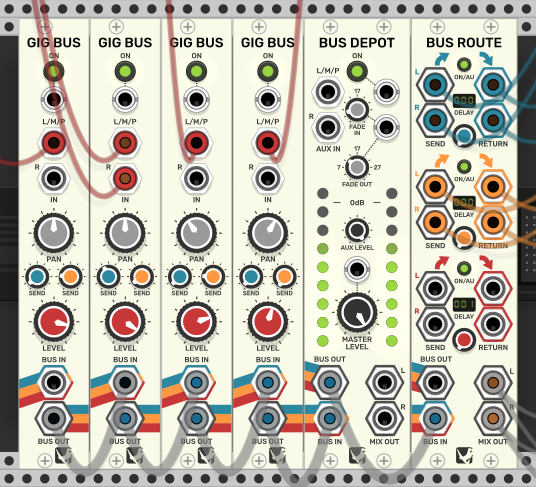 GIG BUS GIG BUS GIG BUS GIG BUS BUS DEPOT BUS ROUTE
ON ON ON ON ON
L/M/P L/M/P L/M/P L/M/P
R R R R
IN IN IN IN
PAN PAN PAN PAN
SEND SEND SEND SEND SEND SEND SEND SEND
LEVEL LEVEL LEVEL LEVEL
BUS IN BUS IN BUS IN BUS IN
BUS OUT BUS OUT BUS OUT BUS OUT
L/M/P
17
R
FADE IN
AUX IN
17
7 27
FADE OUT
0dB
AUX LEVEL
MASTER LEVEL
BUS OUT
L
R
BUS IN MIX OUT
L
ON/AU
R
DELAY
SEND RETURN
L
ON/AU
R
DELAY
SEND RETURN
L
ON/AU
R
DELAY
SEND RETURN
BUS OUT
L
R
BUS IN MIX OUT